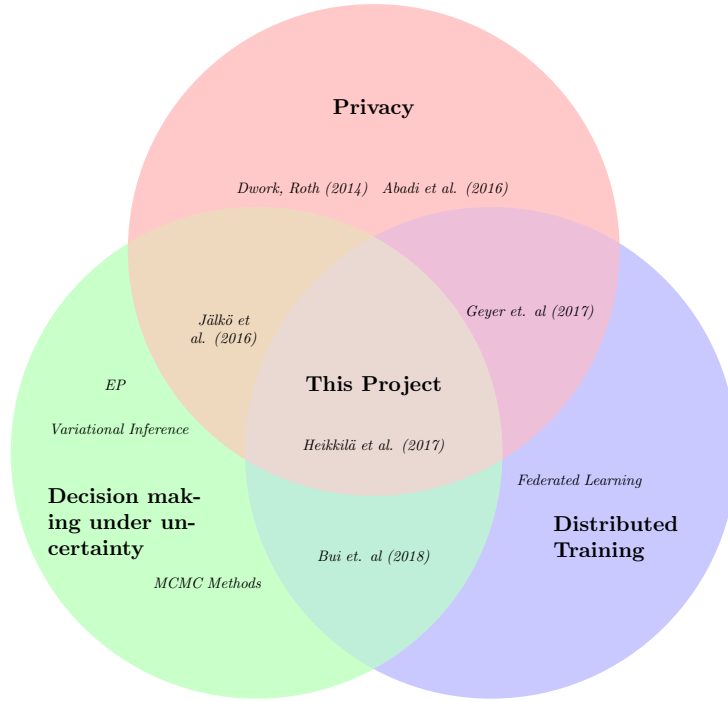 Privacy
Dwork, Roth (2014) Abadi et al. (2016)
Geyer et. al (2017)
Jälkö et
al. (2016)
EP
This Project
Variational Inference
Heikkilä et al. (2017)
Federated Learning
Decision mak-
ing under un-
certainty
Distributed
Training
Bui et. al (2018)
MCMC Methods